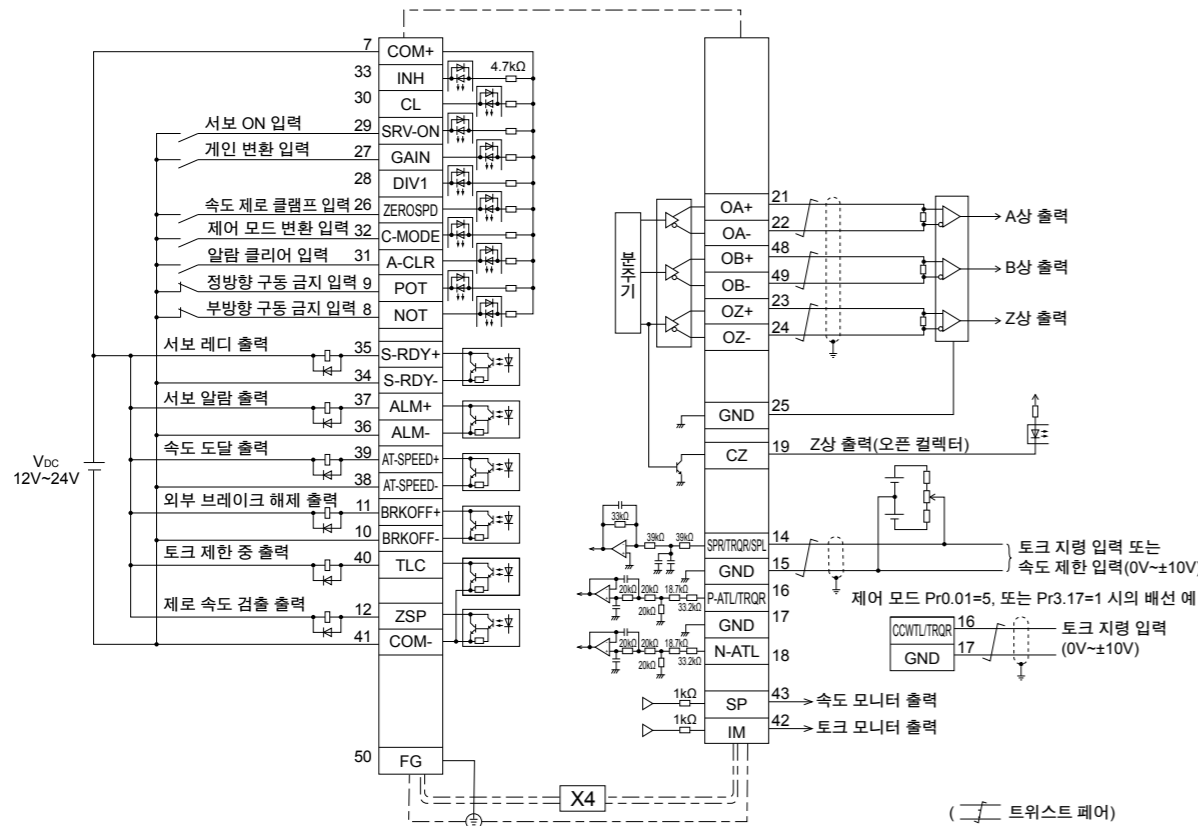 7 COM+
33 INH 4.7kΩ
30 CL
서보 ON 입력 29 SRV-ON
게인 변환 입력 27 GAIN
28 DIV1
속도 제로 클램프 입력 26 ZEROSPD
제어 모드 변환 입력 32 C-MODE
알람 클리어 입력 31 A-CLR
정방향 구동 금지 입력 9 POT
부방향 구동 금지 입력 8 NOT
서보 레디 출력 35 S-RDY+
34 S-RDY-
서보 알람 출력 37 ALM+
36 ALM-
속도 도달 출력 39 AT-SPEED+
38 AT-SPEED-
외부 브레이크 해제 출력 11 BRKOFF+
10 BRKOFF-
토크 제한 중 출력 40 TLC
제로 속도 검출 출력 12 ZSP
41 COM-
VDC
12V~24V
50 FG
X4
분주기
OA+ 21
OA- 22
A상 출력
OB+ 48
OB- 49
B상 출력
OZ+ 23
OZ- 24
Z상 출력
GND 25
CZ 19 Z상 출력(오픈 컬렉터)
33kΩ
39kΩ 39kΩ
SPR/TRQR/SPL 14
GND 15
토크 지령 입력 또는
속도 제한 입력(0V~±10V)
20kΩ 20kΩ 18.7kΩ
20kΩ 33.2kΩ
P-ATL/TRQR 16
GND 17
20kΩ 20kΩ 18.7kΩ
20kΩ 33.2kΩ
N-ATL 18
제어 모드 Pr0.01=5, 또는 Pr3.17=1 시의 배선 예
CCWTL/TRQR 16
GND 17
토크 지령 입력
(0V~±10V)
1kΩ SP 43 속도 모니터 출력
1kΩ IM 42 토크 모니터 출력
( 트위스트 페어)